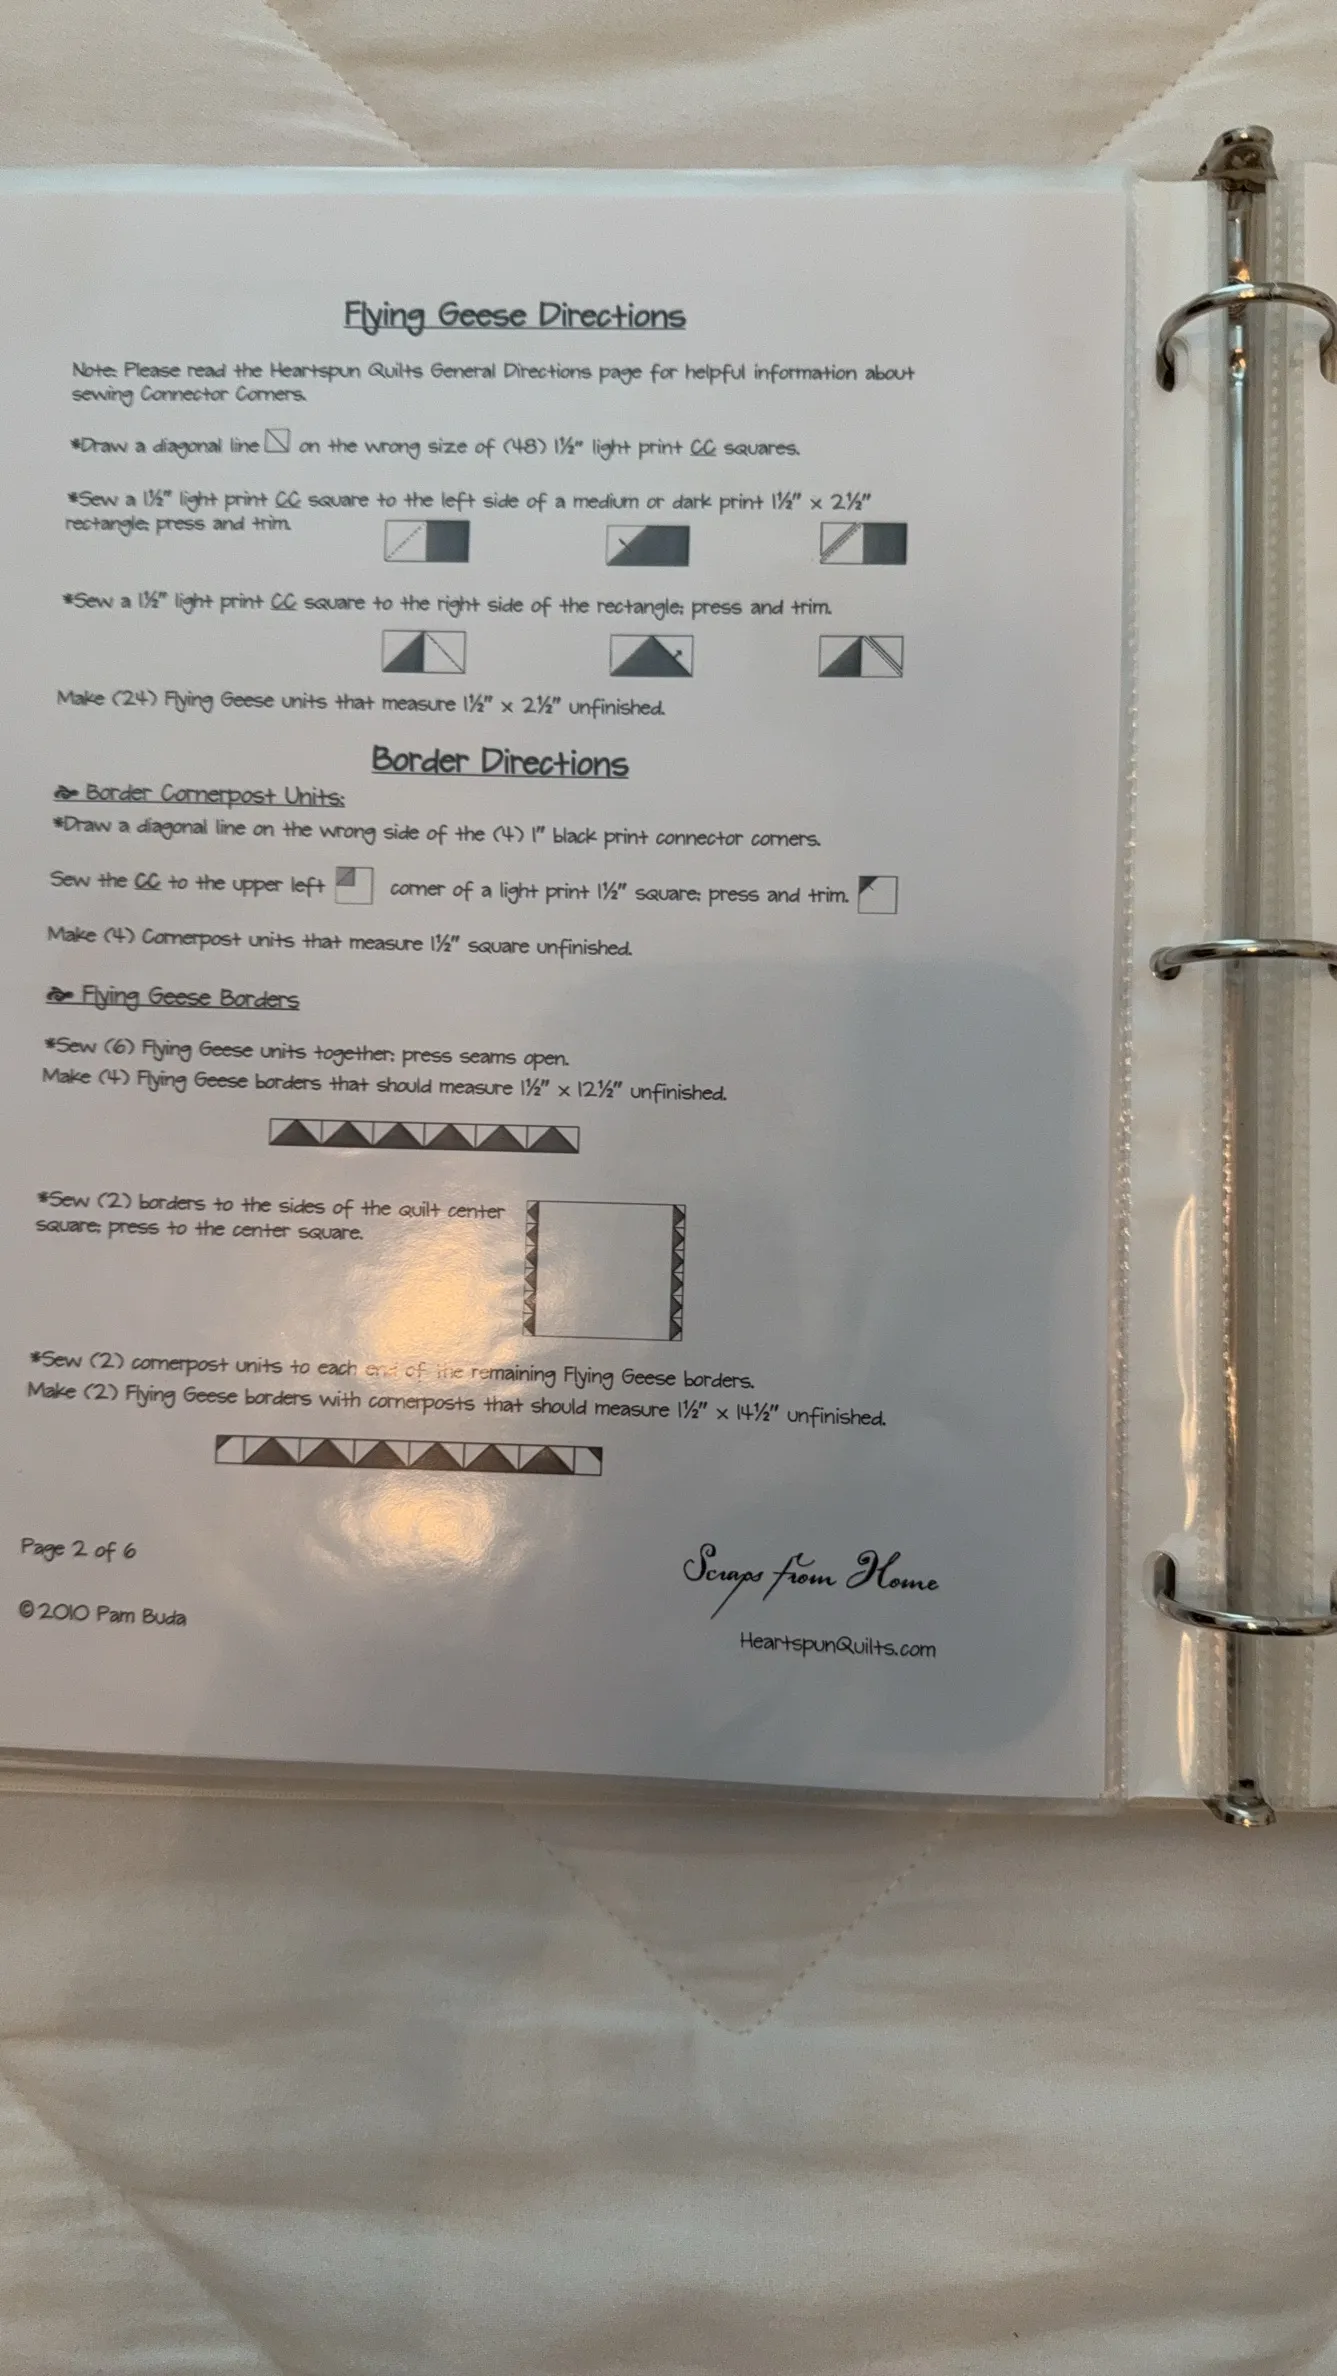 Flying Geese Directions
Note: Please read the Heartspun Quilts General Directions page for helpful information about
sewing Connector Corners.
*Draw a diagonal line on the wrong size of (48) 1½" light print CC squares.
*Sew a 1½" light print CC square to the left side of a medium or dark print 1½" x 2½"
rectangle; press and trim.
*Sew a 1½" light print CC square to the right side of the rectangle; press and trim.
Make (24) Flying Geese units that measure 1½" x 2½" unfinished.
Border Directions
Border Cornerpost Units:
*Draw a diagonal line on the wrong side of the (4) 1" black print connector corners.
Sew the CC to the upper left corner of a light print 1½" square; press and trim.
Make (4) Cornerpost units that measure 1½" square unfinished.
Flying Geese Borders
*Sew (6) Flying Geese units together; press seams open.
Make (4) Flying Geese borders that should measure 1½" x 12½" unfinished.
*Sew (2) borders to the sides of the quilt center
square; press to the center square.
*Sew (2) cornerpost units to each end of the remaining Flying Geese borders.
Make (2) Flying Geese borders with cornerposts that should measure 1½" x 14½" unfinished.
Page 2 of 6
Scraps from Home
©2010 Pam Buda
HeartspunQuilts.com